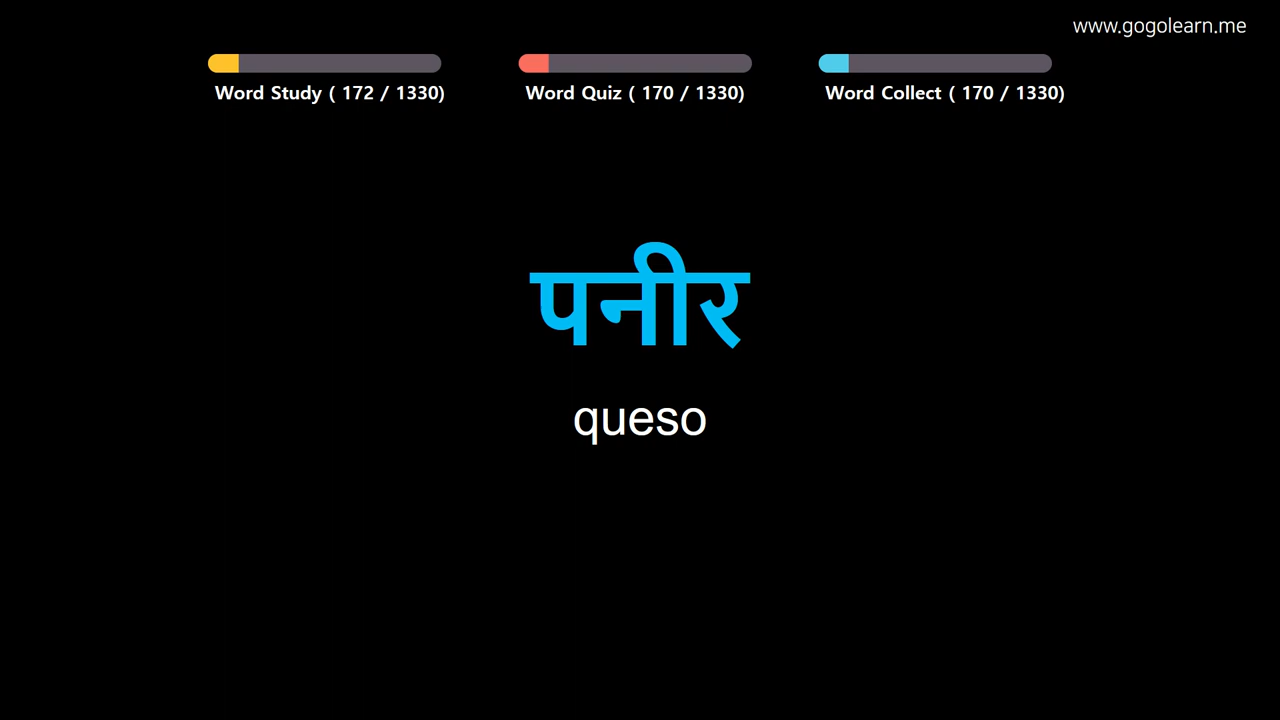 www.gogolearn.me
Word Study ( 172 / 1330)
Word Quiz ( 170 / 1330)
Word Collect ( 170 / 1330)
पनीर
queso